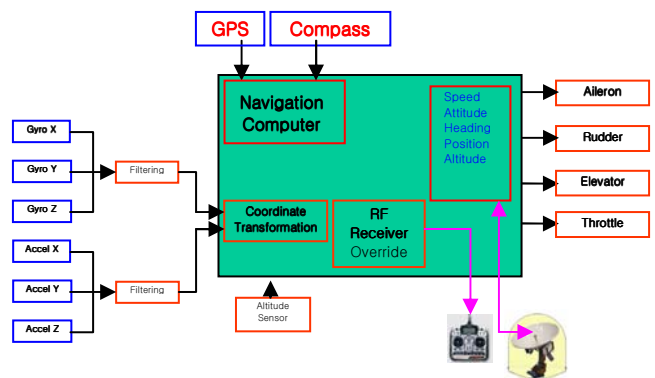 GPS
Compass
Navigation
Computer
Speed
Attitude
Heading
Position
Altitude
Aileron
Rudder
Elevator
Throttle
Gyro X
Gyro Y
Gyro Z
Filtering
Accel X
Accel Y
Accel Z
Filtering
Coordinate
Transformation
RF
Receiver
Override
Altitude
Sensor